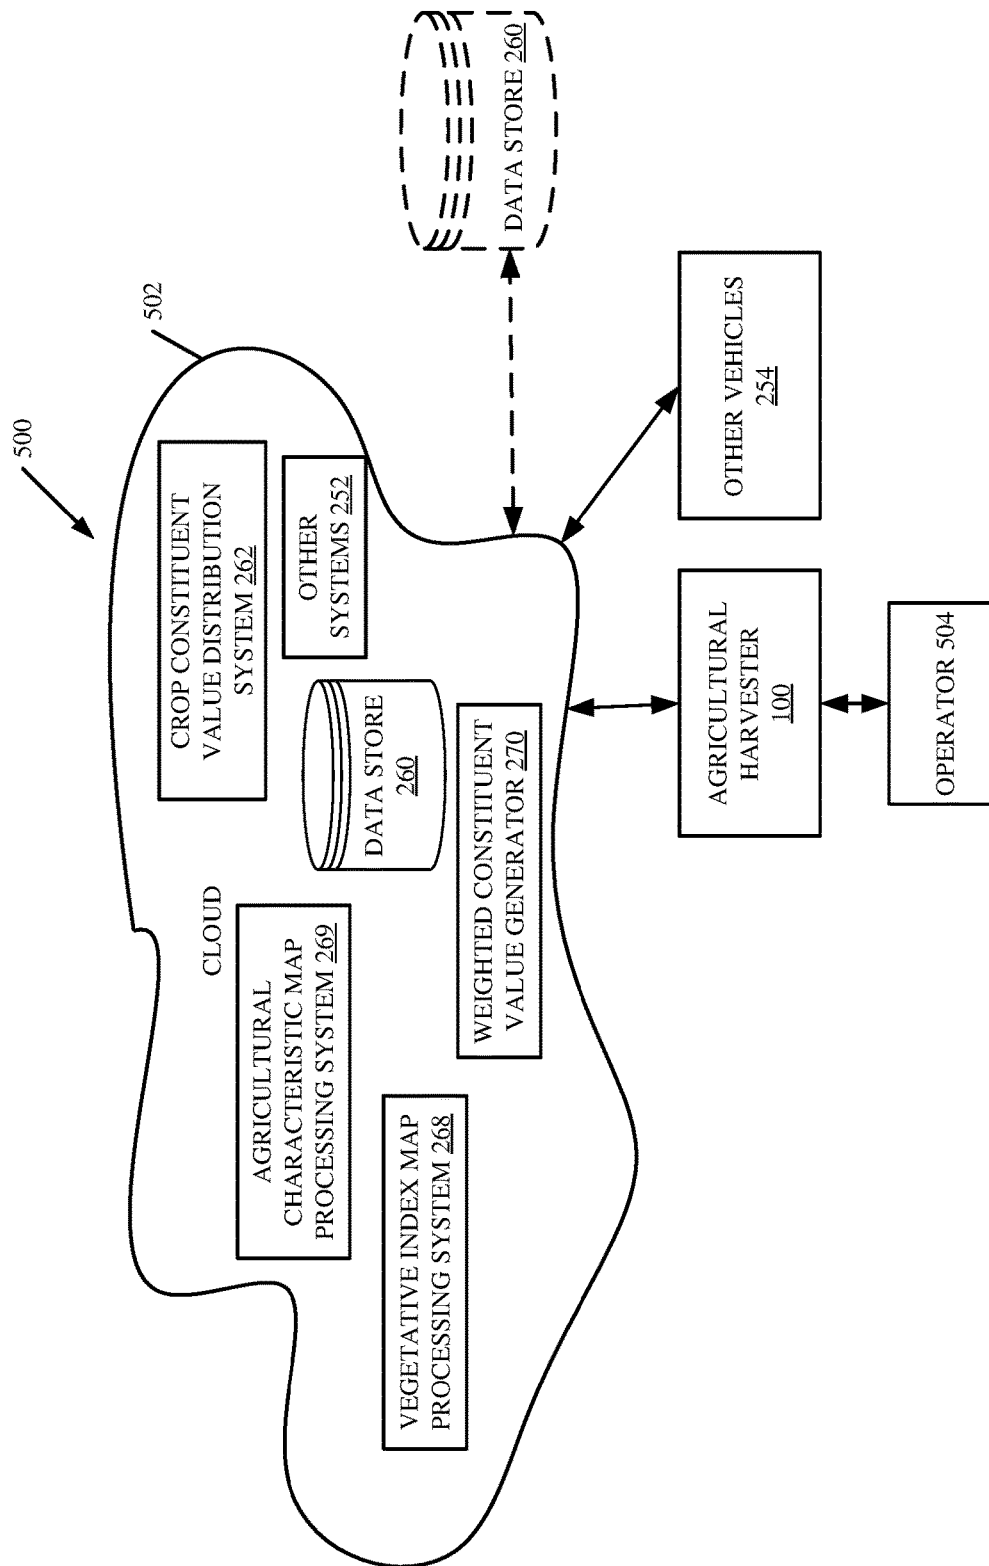 500
502
CLOUD
CROP CONSTITUENT
VALUE DISTRIBUTION
SYSTEM 262
AGRICULTURAL
CHARACTERISTIC MAP
PROCESSING SYSTEM 269
OTHER
SYSTEMS 252
DATA STORE
260
VEGETATIVE INDEX MAP
PROCESSING SYSTEM 268
WEIGHTED CONSTITUENT
VALUE GENERATOR 270
DATA STORE 260
AGRICULTURAL
HARVESTER
100
OTHER VEHICLES
254
OPERATOR 504